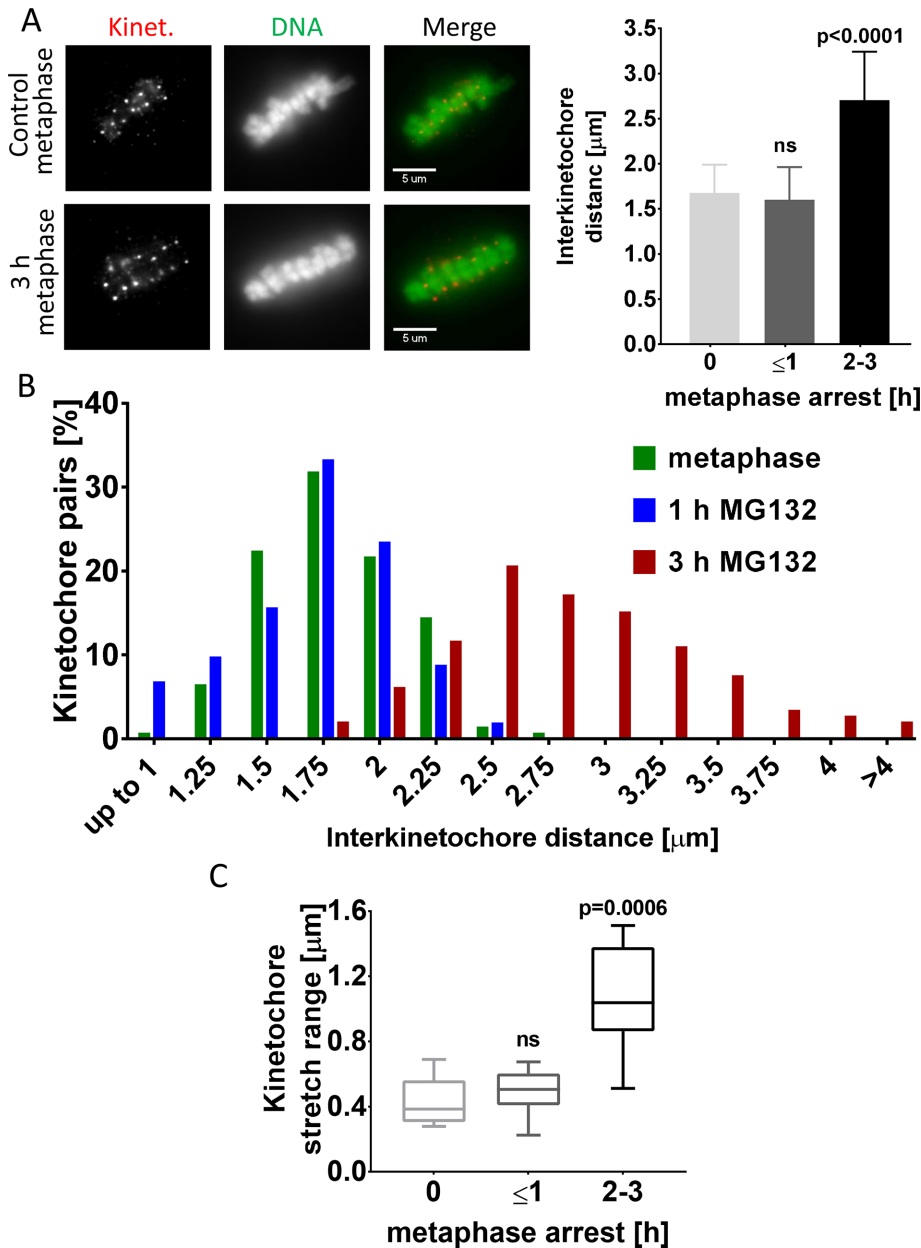 A
Kinet.
DNA
Merge
Control
metaphase
5 um
3 h
metaphase
5 um
Interkinetochore
distanc [μm]
3.5
3.0
2.5
2.0
1.5
1.0
0.5
0.0
ns
p<0.0001
0
≤1
2-3
metaphase arrest [h]
B
Kinetochore pairs [%]
40
30
20
10
0
metaphase
1 h MG132
3 h MG132
up to 1
1.25
1.5
1.75
2
2.25
2.5
2.75
3
3.25
3.5
3.75
4
>4
Interkinetochore distance [μm]
C
Kinetochore
stretch range [μm]
1.6
1.2
0.8
0.4
0.0
ns
p=0.0006
0
≤1
2-3
metaphase arrest [h]